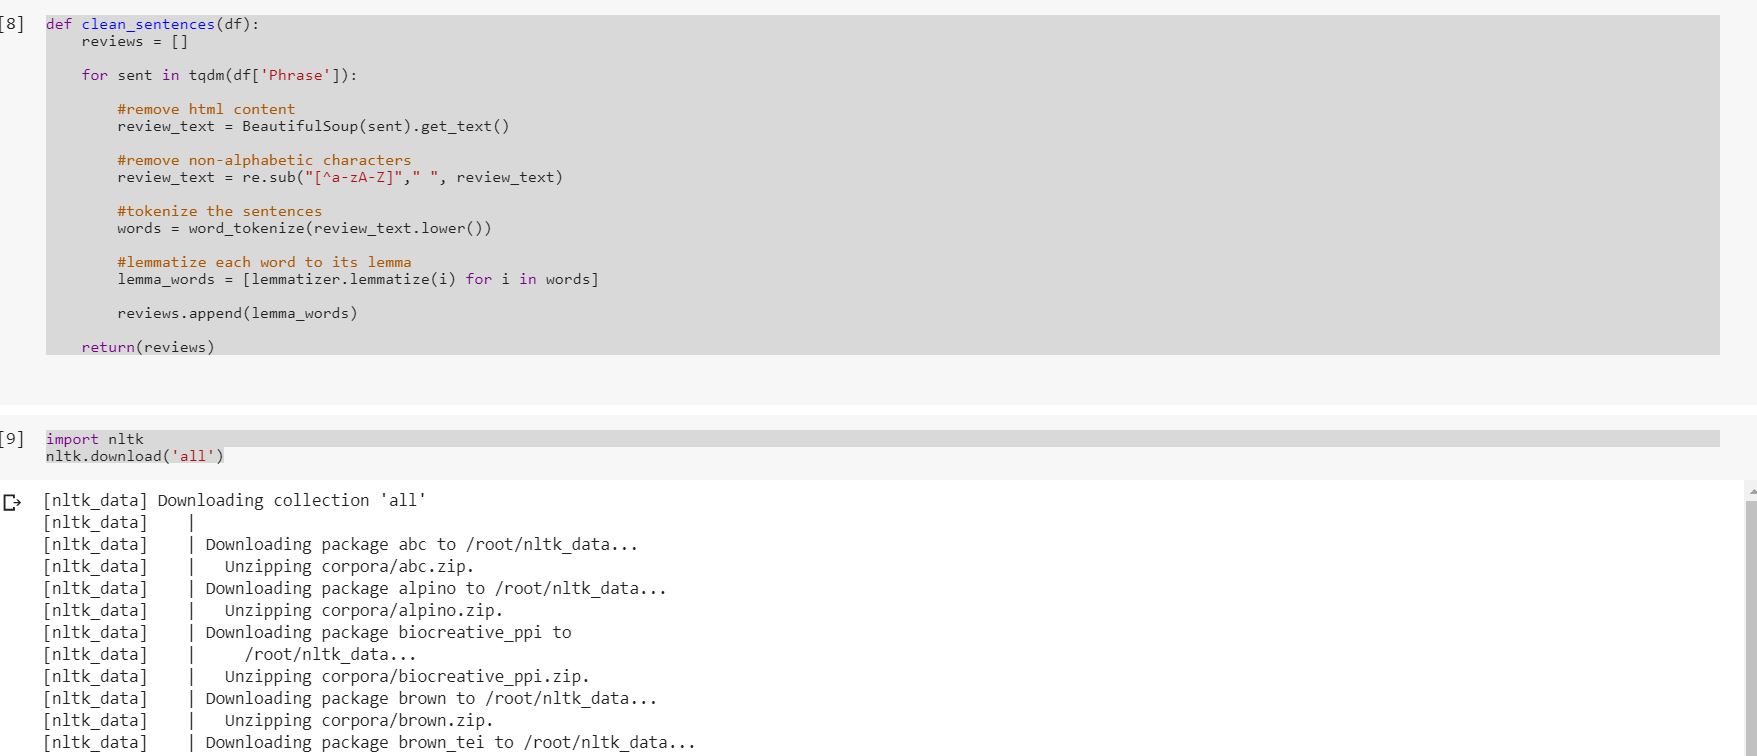 [8] def clean_sentences(df):
reviews = []
for sent in tqdm(df['Phrase']):
#remove html content
review_text = BeautifulSoup(sent).get_text()
#remove non-alphabetic characters
review_text = re.sub("[^a-zA-Z]"," ", review_text)
#tokenize the sentences
words = word_tokenize(review_text.lower())
#lemmatize each word to its lemma
lemma_words = [lemmatizer.lemmatize(i) for i in words]
reviews.append(lemma_words)
return(reviews)
[9] import nltk
nltk.download('all')
[nltk_data] Downloading collection 'all'
[nltk_data]    |
[nltk_data]    | Downloading package abc to /root/nltk_data...
[nltk_data]    |   Unzipping corpora/abc.zip.
[nltk_data]    | Downloading package alpino to /root/nltk_data...
[nltk_data]    |   Unzipping corpora/alpino.zip.
[nltk_data]    | Downloading package biocreative_ppi to
[nltk_data]    |     /root/nltk_data...
[nltk_data]    |   Unzipping corpora/biocreative_ppi.zip.
[nltk_data]    | Downloading package brown to /root/nltk_data...
[nltk_data]    |   Unzipping corpora/brown.zip.
[nltk_data]    | Downloading package brown_tei to /root/nltk_data...